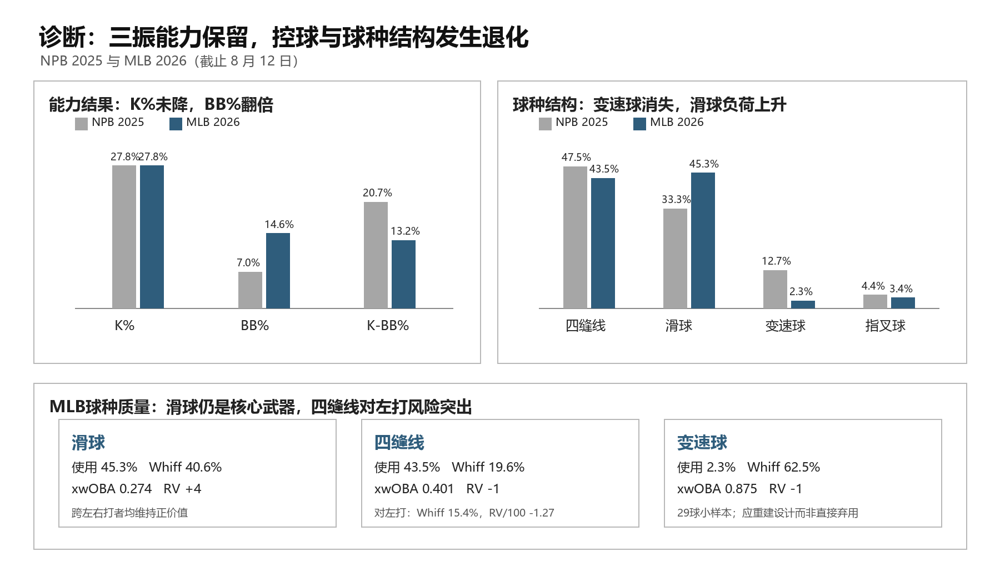 诊断：三振能力保留，控球与球种结构发生退化
NPB 2025 与 MLB 2026（截止 8 月 12 日）
能力结果：K%未降，BB%翻倍
NPB 2025 MLB 2026
27.8% 27.8%
20.7%
14.6% 13.2%
7.0%
K% BB% K-BB%
球种结构：变速球消失，滑球负荷上升
NPB 2025 MLB 2026
47.5% 43.5% 45.3%
33.3%
12.7%
2.3% 4.4% 3.4%
四缝线 滑球 变速球 指叉球
MLB球种质量：滑球仍是核心武器，四缝线对左打风险突出
滑球
使用 45.3% Whiff 40.6%
xwOBA 0.274 RV +4
跨左右打者均维持正价值
四缝线
使用 43.5% Whiff 19.6%
xwOBA 0.401 RV -1
对左打：Whiff 15.4%，RV/100 -1.27
变速球
使用 2.3% Whiff 62.5%
xwOBA 0.875 RV -1
29球小样本；应重建设计而非直接弃用